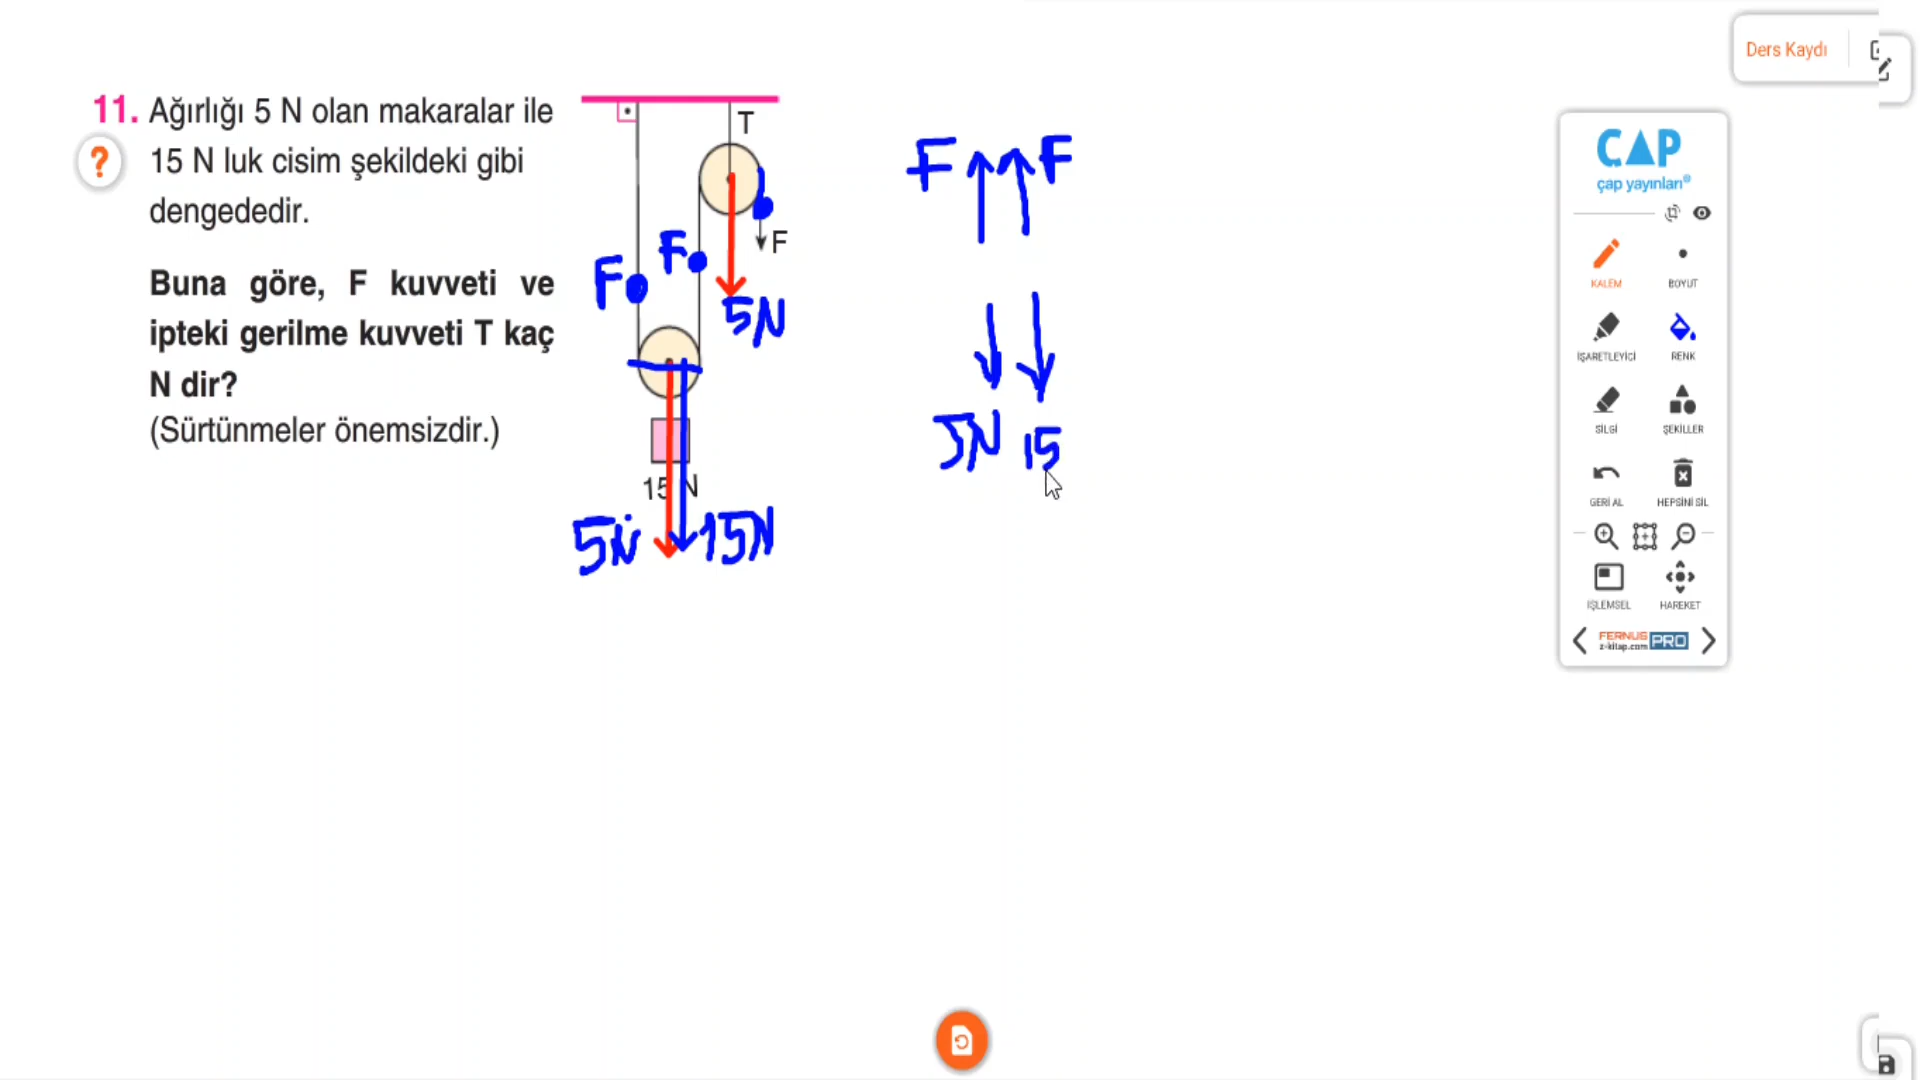 Ders Kaydı
11. Ağırlığı 5 N olan makaralar ile
? 15 N luk cisim şekildeki gibi
dengededir.
Buna göre, F kuvveti ve
ipteki gerilme kuvveti T kaç
N dir?
(Sürtünmeler önemsizdir.)
T
F
F
F
5N
15 N
5N
15N
F
F
5N
15
ÇAP
çap yayınları®
KALEM
BOYUT
İŞARETLEYİCİ
RENK
SİLGİ
ŞEKİLLER
GERİ AL
HEPSİNİ SİL
İŞLEMSEL
HAREKET
FERNUS
z-kitap.com
PRO